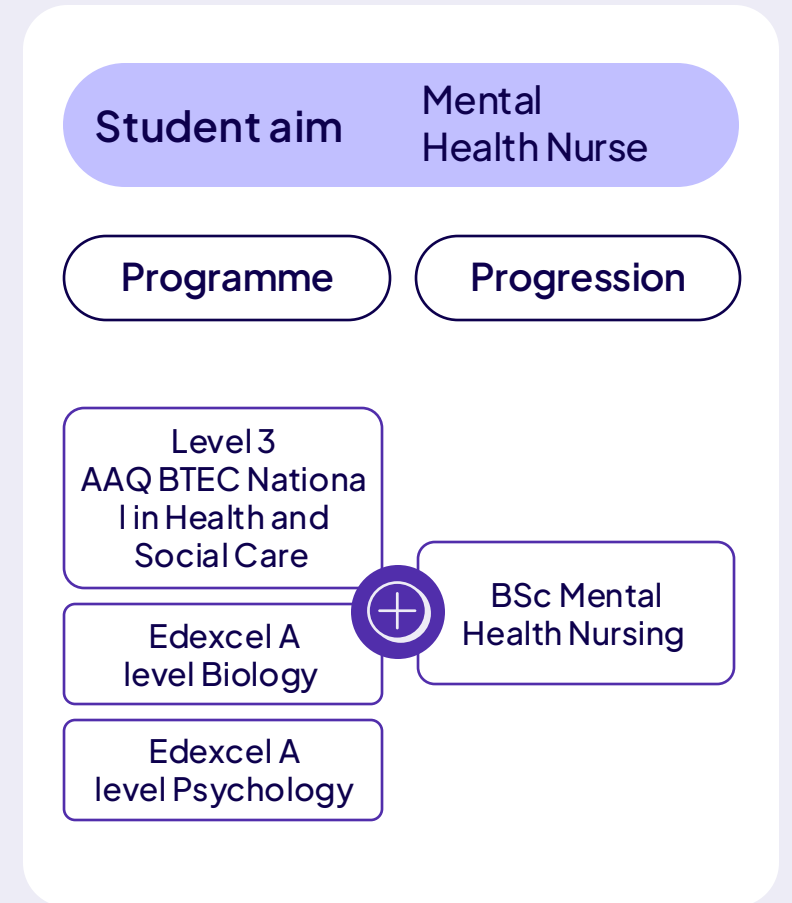 Student aim
Mental
Health Nurse
Programme
Progression
Level 3
AAQ BTEC Nationa
l in Health and
Social Care
Edexcel A
level Biology
Edexcel A
level Psychology
BSc Mental
Health Nursing